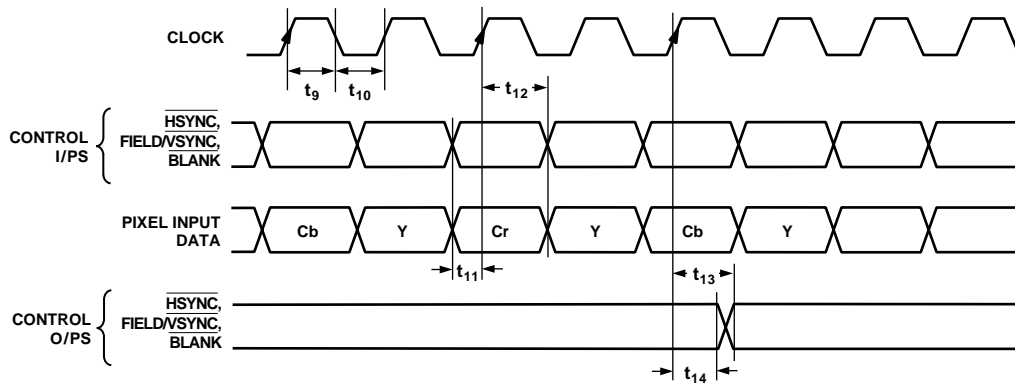 CLOCK
t9
t10
t12
CONTROL
I/PS
HSYNC,
FIELD/VSYNC,
BLANK
PIXEL INPUT
DATA
Cb
Y
Cr
Y
Cb
Y
t11
t13
CONTROL
O/PS
HSYNC,
FIELD/VSYNC,
BLANK
t14